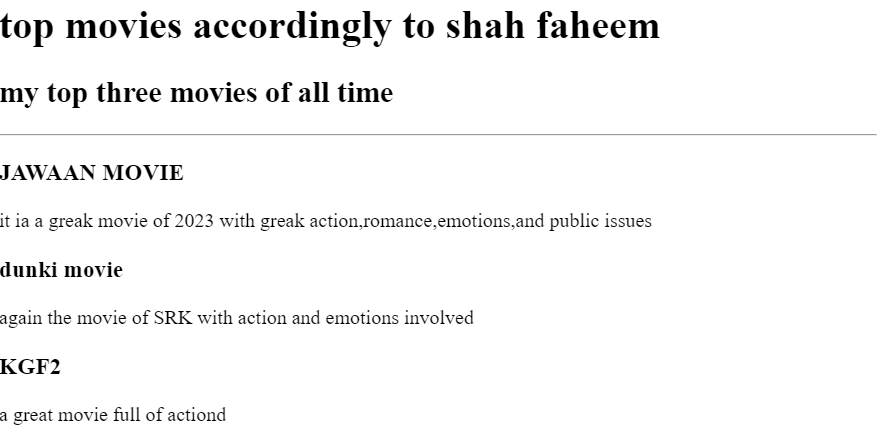 top movies accordingly to shah faheem
my top three movies of all time
JAWAAN MOVIE
it ia a greak movie of 2023 with greak action,romance,emotions,and public issues
dunki movie
again the movie of SRK with action and emotions involved
KGF2
a great movie full of actiond